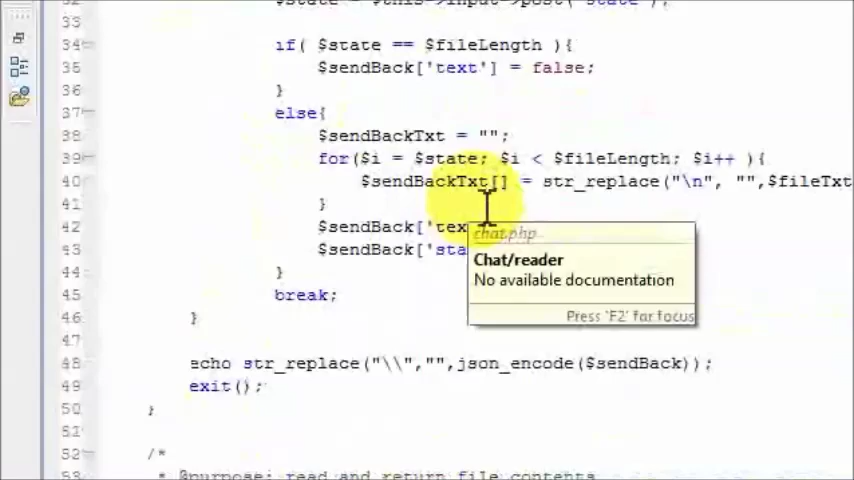 32 $state = $this->input->post('state');
33
34 if( $state == $fileLength ){
35 $sendBack['text'] = false;
36 }
37 else{
38 $sendBackTxt = "";
39 for($i = $state; $i < $fileLength; $i++ ){
40 $sendBackTxt[] = str_replace("\n", "",$fileTxt
41 }
42 $sendBack['tex
43 $sendBack['sta
chat.php
Chat/reader
No available documentation
Press 'F2' for focus
44 }
45 break;
46 }
47
48 echo str_replace("\\","",json_encode($sendBack));
49 exit();
50 }
51
52 /*
53 * @purpose: read and return file contents